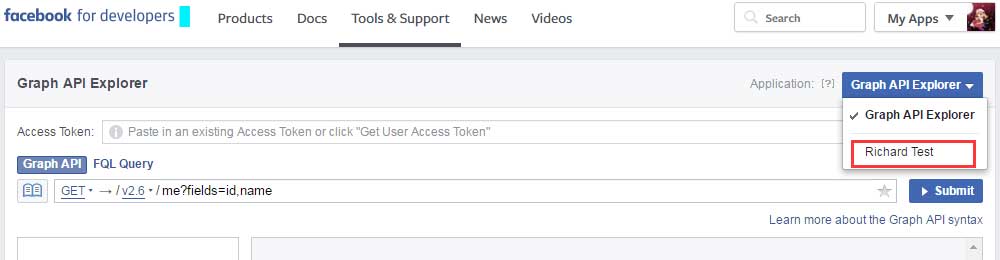 facebook for developers Products Docs Tools & Support News Videos Search My Apps
Graph API Explorer Application: [?] Graph API Explorer
Graph API Explorer
Access Token: Paste in an existing Access Token or click "Get User Access Token"
Richard Test
Graph API FQL Query
GET → / v2.6 / me?fields=id,name Submit
Learn more about the Graph API syntax